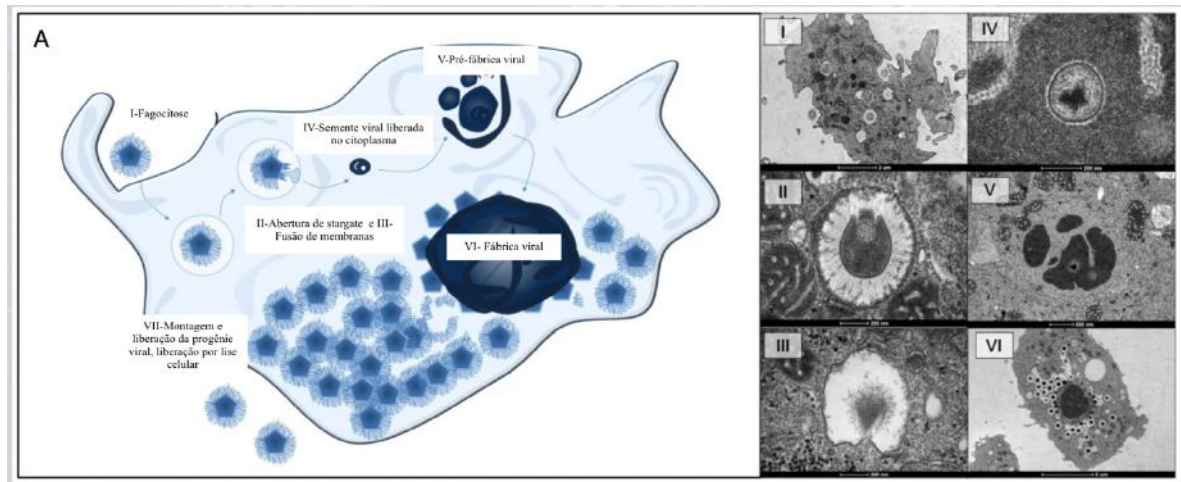 A
I-Fagocitose
V-Pré-fábrica viral
IV-Semente viral liberada
no citoplasma
II-Abertura de stargate e III-
Fusão de membranas
VI- Fábrica viral
VII-Montagem e
liberação da progênie
viral, liberação por lise
celular
I
IV
II
V
III
VI